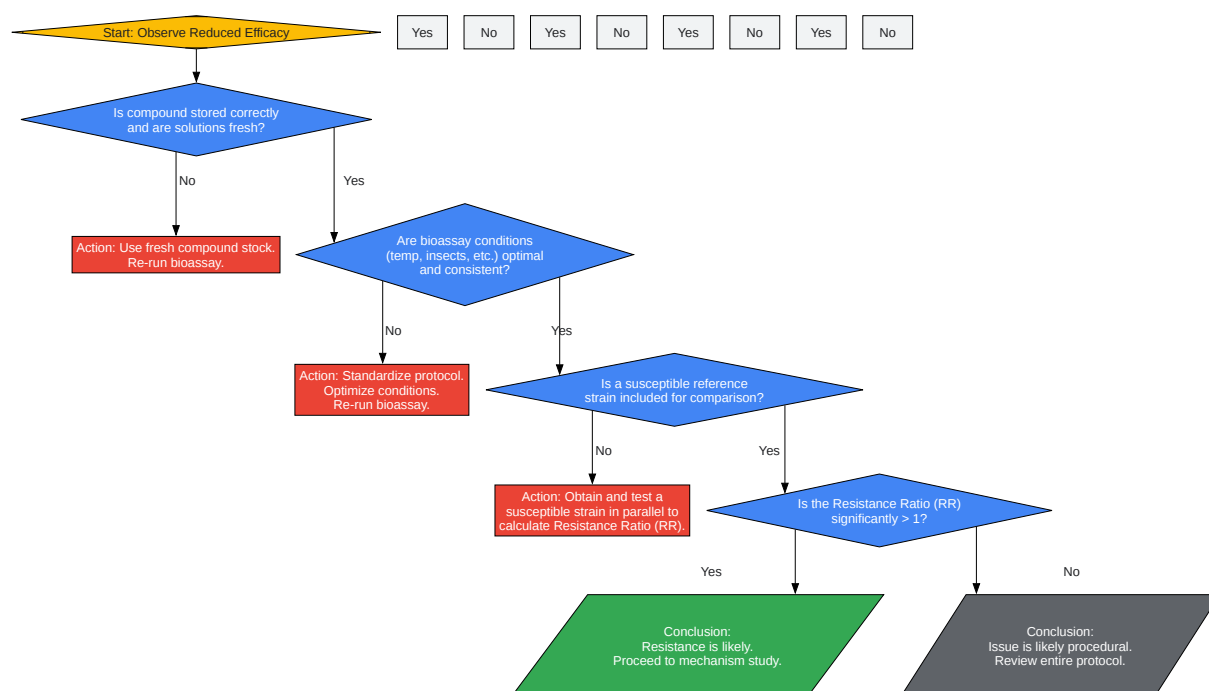 Start: Observe Reduced Efficacy
Yes
No
Yes
No
Yes
No
Yes
No
Is compound stored correctly
and are solutions fresh?
No
Yes
Action: Use fresh compound stock.
Re-run bioassay.
Are bioassay conditions
(temp, insects, etc.) optimal
and consistent?
No
Yes
Action: Standardize protocol.
Optimize conditions.
Re-run bioassay.
Is a susceptible reference
strain included for comparison?
No
Yes
Action: Obtain and test a
susceptible strain in parallel to
calculate Resistance Ratio (RR).
Is the Resistance Ratio (RR)
significantly > 1?
Yes
No
Conclusion:
Resistance is likely.
Proceed to mechanism study.
Conclusion:
Issue is likely procedural.
Review entire protocol.